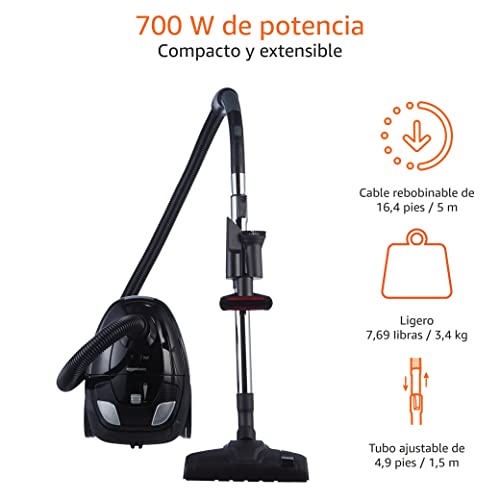 700 W de potencia
Compacto y extensible
Cable rebobinable de
16,4 pies / 5 m
Ligero
7,69 libras / 3,4 kg
Tubo ajustable de
4,9 pies / 1,5 m